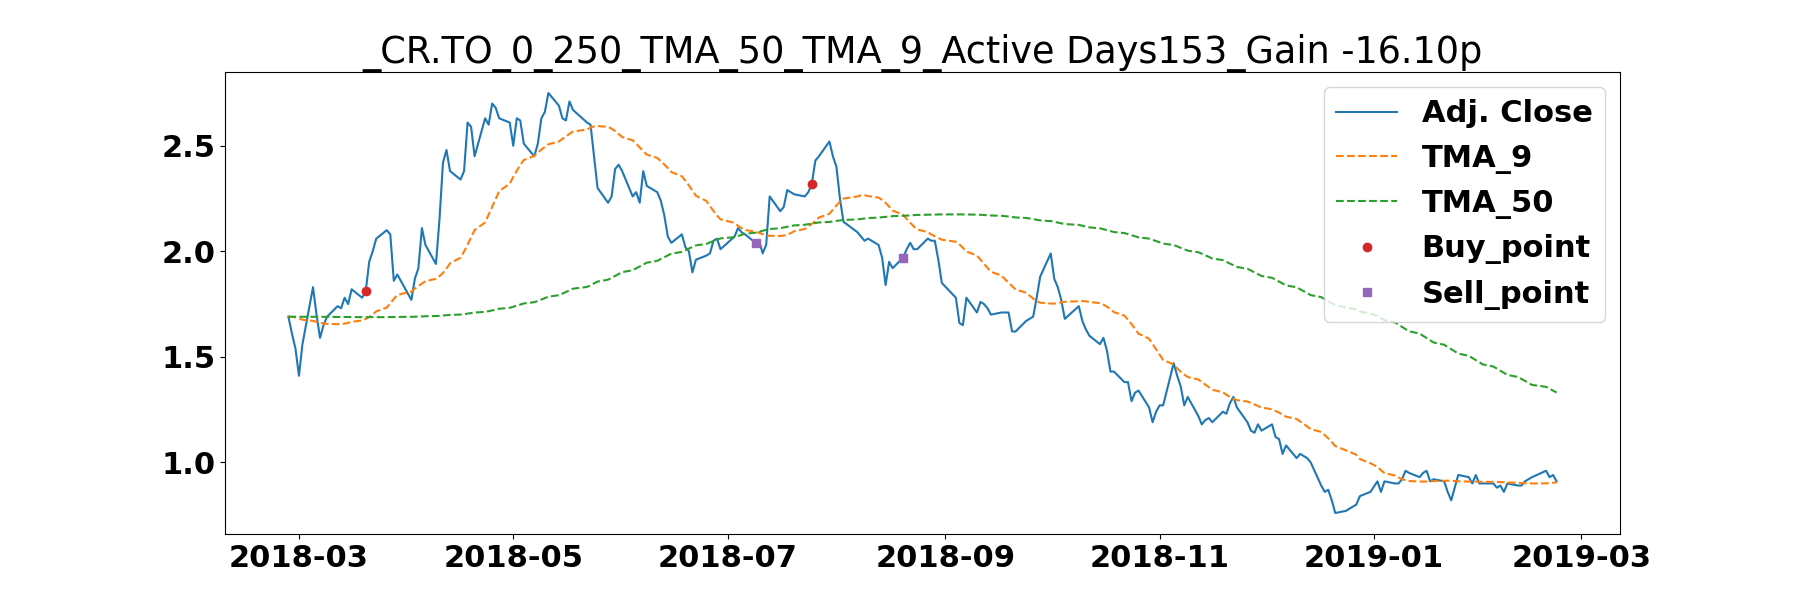 _CR.TO_0_250_TMA_50_TMA_9_Active Days153_Gain -16.10p
Adj. Close
TMA_9
TMA_50
Buy_point
Sell_point
2.5
2.0
1.5
1.0
2018-03 2018-05 2018-07 2018-09 2018-11 2019-01 2019-03